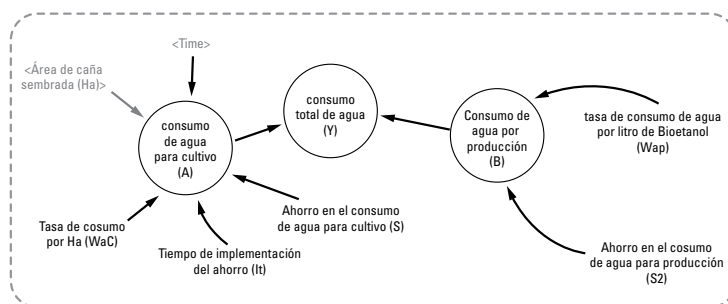 <Time>
<Área de caña
sembrada (Ha)>
consumo
de agua
para cultivo
(A)
consumo
total de agua
(Y)
Consumo de
agua por
producción
(B)
tasa de consumo de agua
por litro de Bioetanol
(Wap)
Tasa de cosumo
por Ha (WaC)
Tiempo de implementación
del ahorro (It)
Ahorro en el consumo
de agua para cultivo (S)
Ahorro en el cosumo
de agua para producción
(S2)